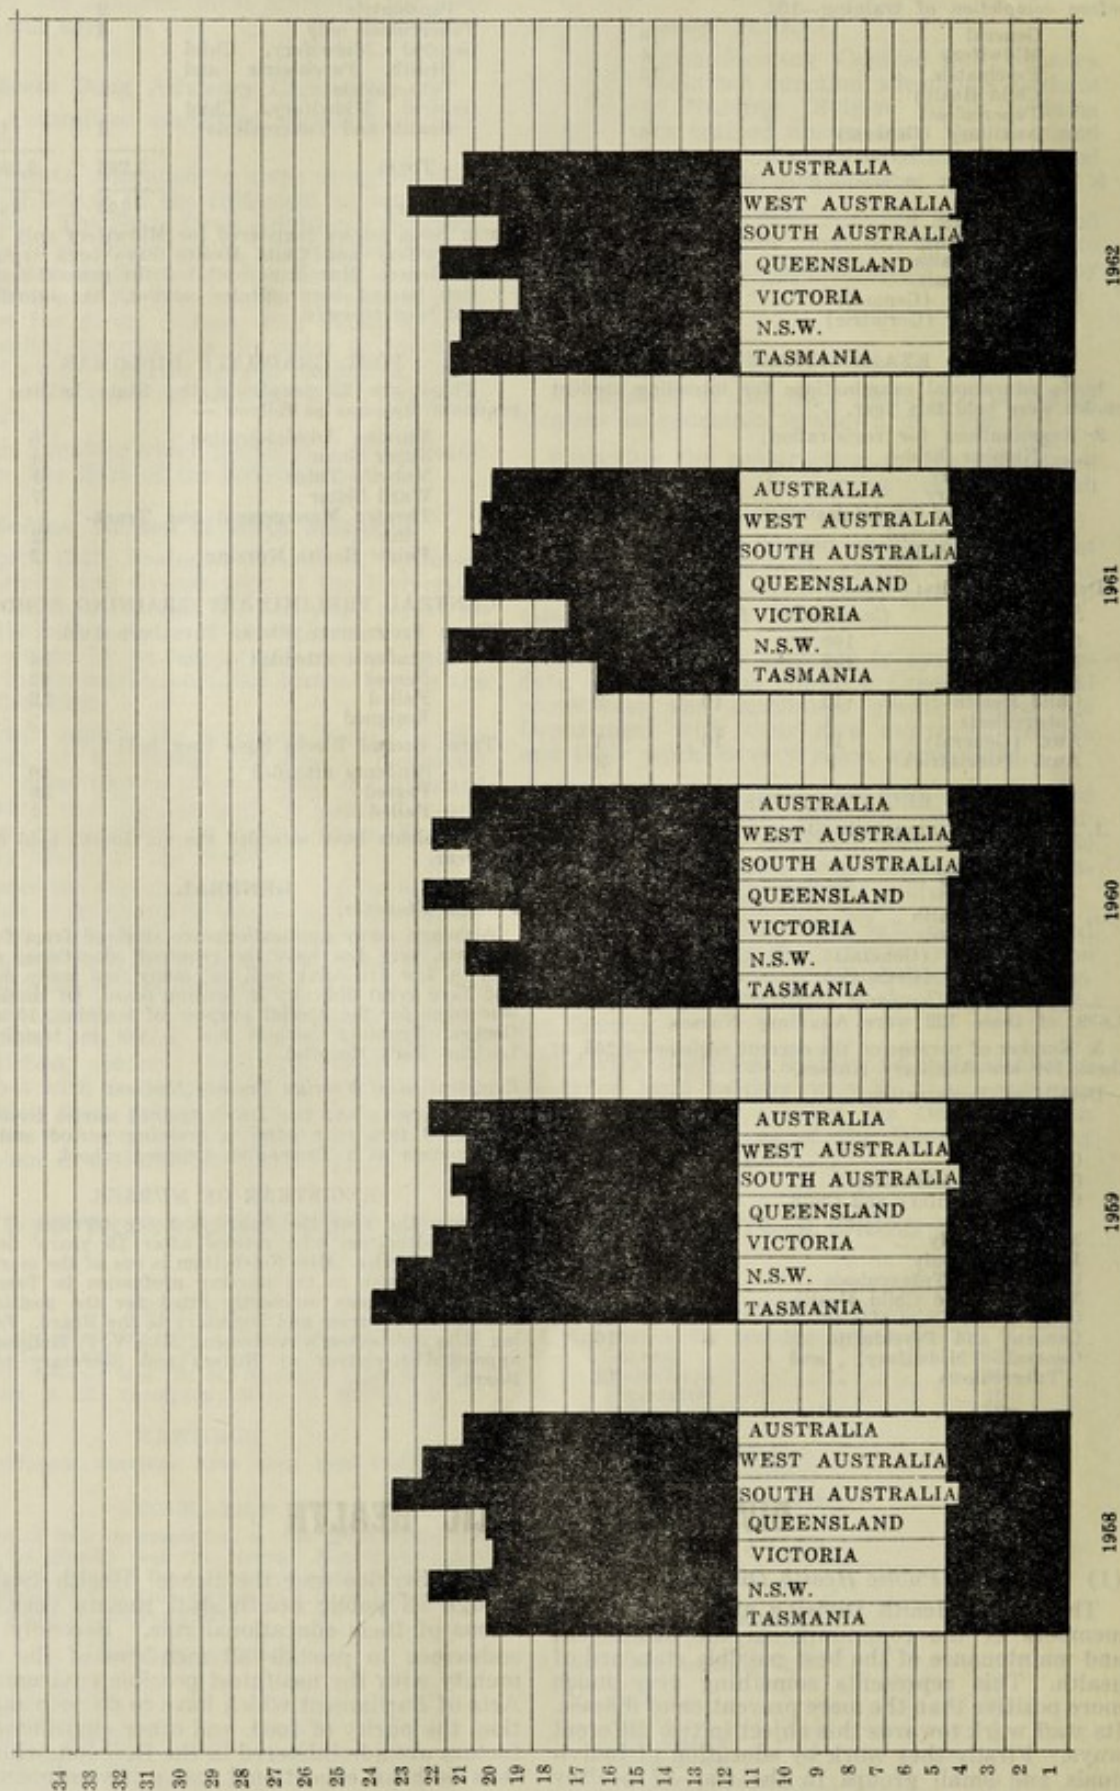 AUSTRALIA
WEST AUSTRALIA
SOUTH AUSTRALIA
QUEENSLAND
VICTORIA
N.S.W.
TASMANIA
1962
AUSTRALIA
WEST AUSTRALIA
SOUTH AUSTRALIA
QUEENSLAND
VICTORIA
N.S.W.
TASMANIA
1961
AUSTRALIA
WEST AUSTRALIA
SOUTH AUSTRALIA
QUEENSLAND
VICTORIA
N.S.W.
TASMANIA
1960
AUSTRALIA
WEST AUSTRALIA
SOUTH AUSTRALIA
QUEENSLAND
VICTORIA
N.S.W.
TASMANIA
1959
AUSTRALIA
WEST AUSTRALIA
SOUTH AUSTRALIA
QUEENSLAND
VICTORIA
N.S.W.
TASMANIA
1958
34 33 32 31 30 29 28 27 26 25 24 23 22 21 20 19 18 17 16 15 14 13 12 11 10 9 8 7 6 5 4 3 2 1